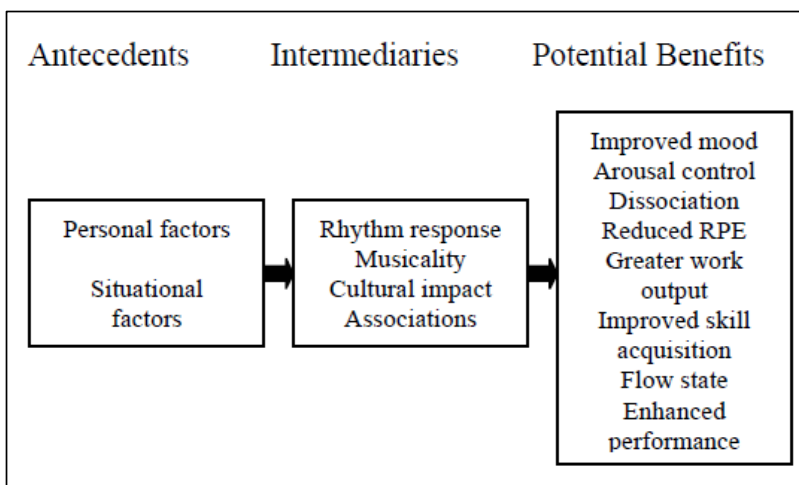 Antecedents
Intermediaries
Potential Benefits
Personal factors
Situational
factors
Rhythm response
Musicality
Cultural impact
Associations
Improved mood
Arousal control
Dissociation
Reduced RPE
Greater work
output
Improved skill
acquisition
Flow state
Enhanced
performance